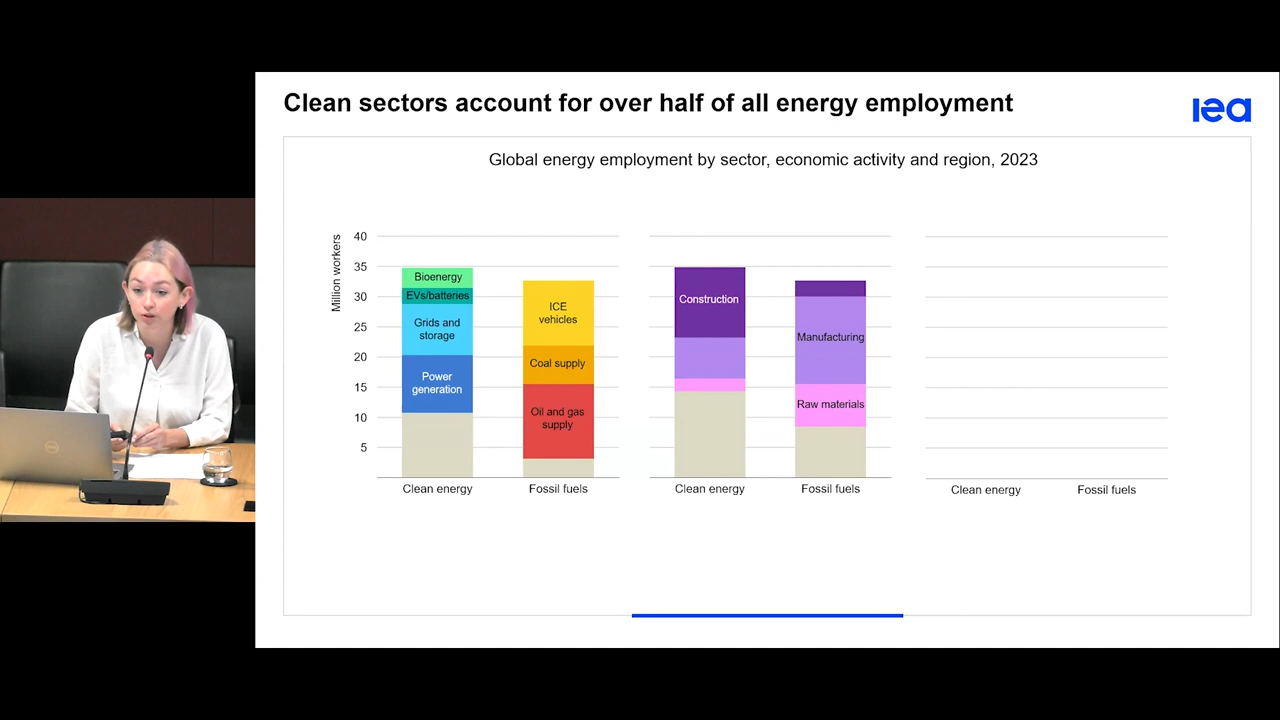 Clean sectors account for over half of all energy employment
iea
Global energy employment by sector, economic activity and region, 2023
Million workers
40
35
30
25
20
15
10
5
Bioenergy
EVs/batteries
Grids and
storage
Power
generation
Clean energy
ICE
vehicles
Coal supply
Oil and gas
supply
Fossil fuels
Construction
Clean energy
Manufacturing
Raw materials
Fossil fuels
Clean energy
Fossil fuels